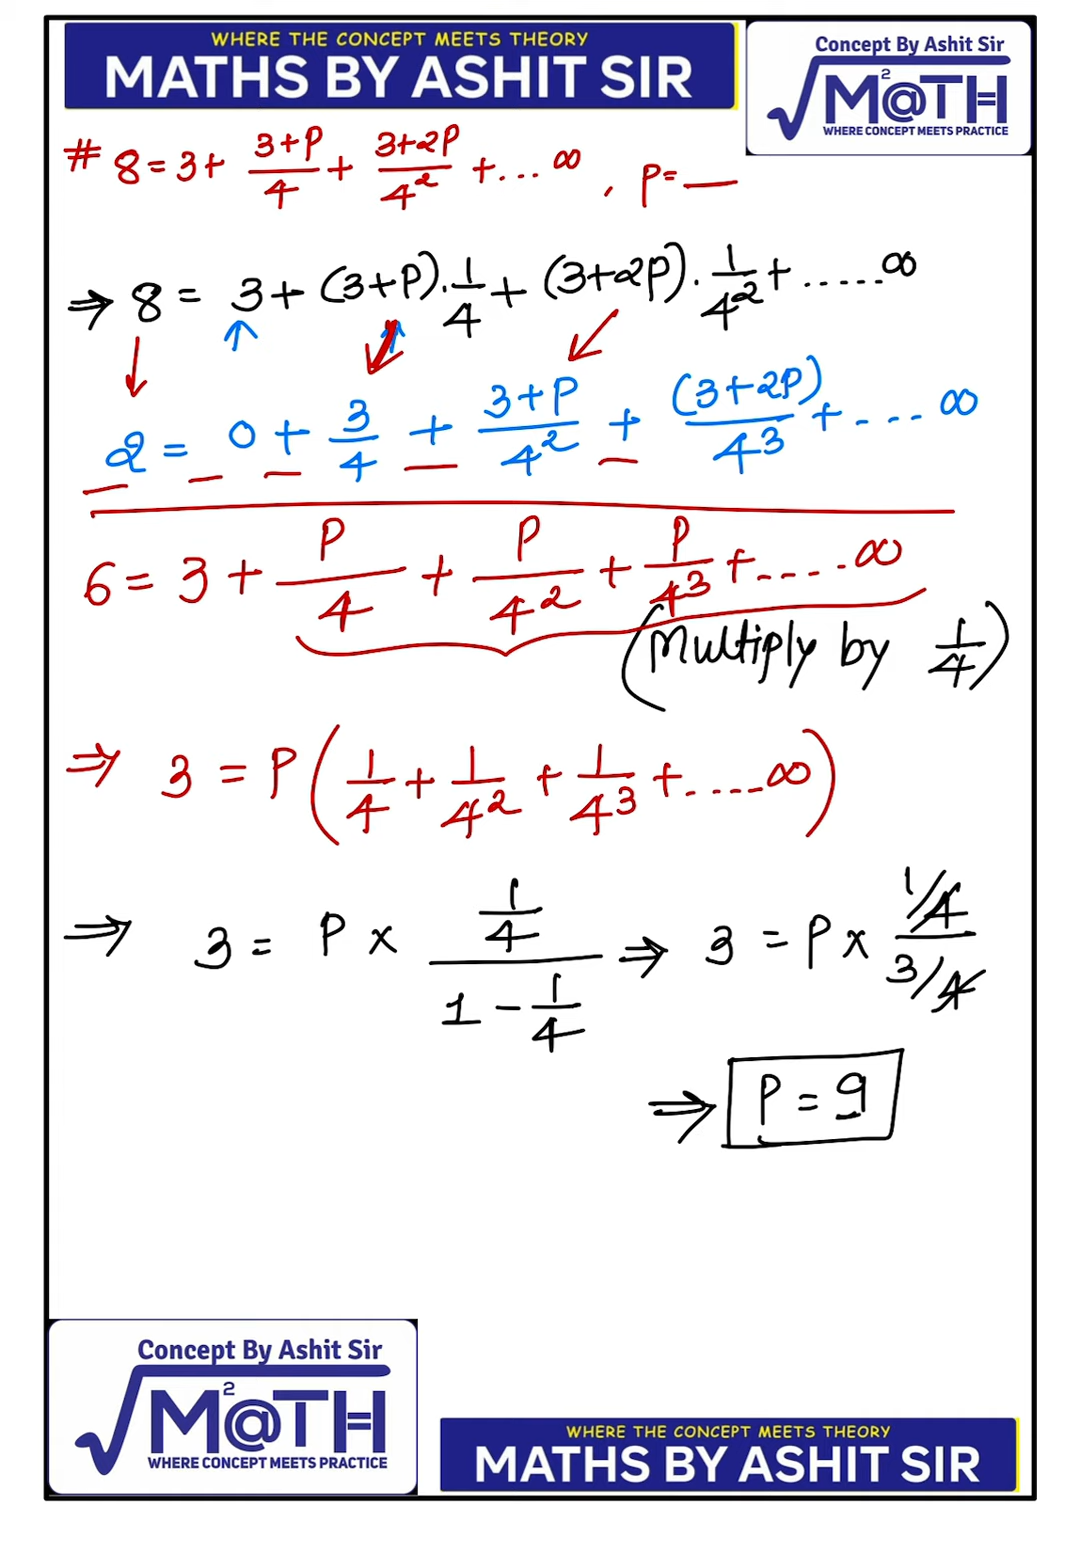 WHERE THE CONCEPT MEETS THEORY
MATHS BY ASHIT SIR
Concept By Ashit Sir
√M²@TH
WHERE CONCEPT MEETS PRACTICE
# 8 = 3 + (3+P)/4 + (3+2P)/4² + ... ∞ , P = __
⇒ 8 = 3 + (3+P)·1/4 + (3+2P)·1/4² + ..... ∞
2 = 0 + 3/4 + (3+P)/4² + (3+2P)/4³ + .... ∞
6 = 3 + P/4 + P/4² + P/4³ + .... ∞
(Multiply by 1/4)
⇒ 3 = P(1/4 + 1/4² + 1/4³ + ..... ∞)
⇒ 3 = P × (1/4)/(1 - 1/4) ⇒ 3 = P × (1/4)/(3/4)
⇒ P = 9
Concept By Ashit Sir
√M²@TH
WHERE CONCEPT MEETS PRACTICE
WHERE THE CONCEPT MEETS THEORY
MATHS BY ASHIT SIR